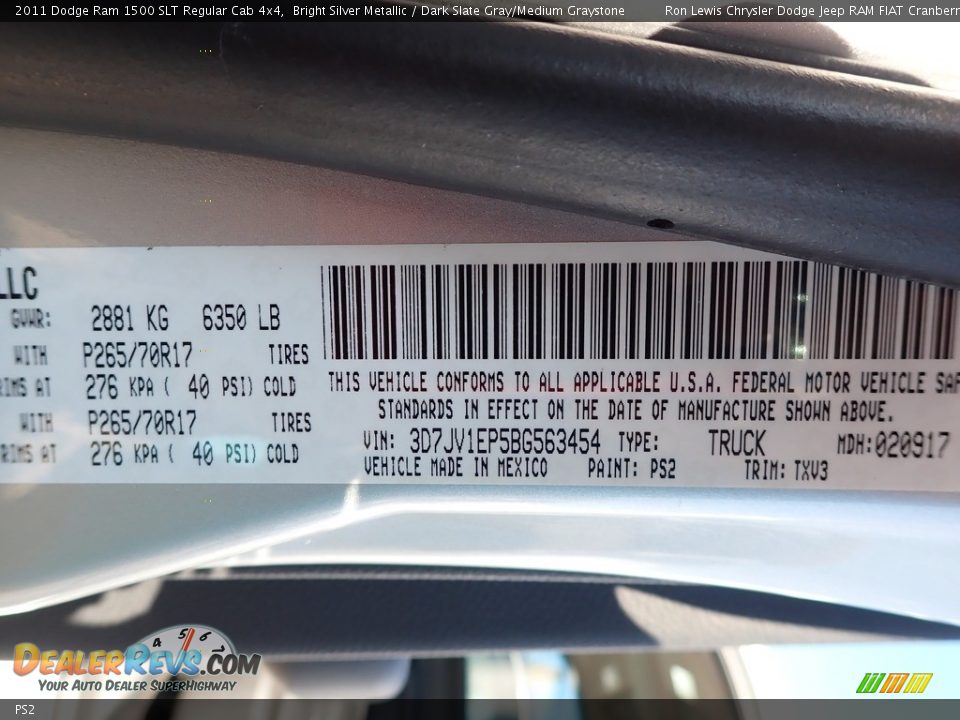 2011 Dodge Ram 1500 SLT Regular Cab 4x4, Bright Silver Metallic / Dark Slate Gray/Medium Graystone Ron Lewis Chrysler Dodge Jeep RAM FIAT Cranberr
LLC
GVWR: 2881 KG 6350 LB
WITH P265/70R17 TIRES
RIMS AT 276 KPA ( 40 PSI) COLD
WITH P265/70R17 TIRES
RIMS AT 276 KPA ( 40 PSI) COLD
THIS VEHICLE CONFORMS TO ALL APPLICABLE U.S.A. FEDERAL MOTOR VEHICLE SAF
STANDARDS IN EFFECT ON THE DATE OF MANUFACTURE SHOWN ABOVE.
VIN: 3D7JV1EP5BG563454 TYPE: TRUCK MDH:020917
VEHICLE MADE IN MEXICO PAINT: PS2 TRIM: TXV3
4 5 6
DEALERREVS.COM
YOUR AUTO DEALER SUPERHIGHWAY
PS2